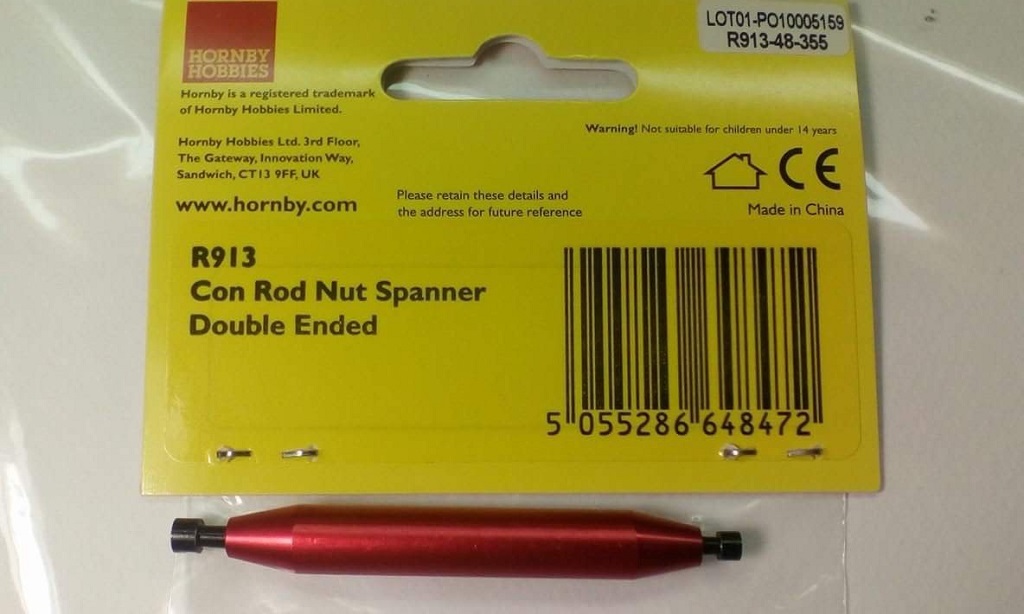 HORNBY
HOBBIES
LOT01-PO10005159
R913-48-355
Hornby is a registered trademark
of Hornby Hobbies Limited.
Warning! Not suitable for children under 14 years
Hornby Hobbies Ltd. 3rd Floor,
The Gateway, Innovation Way,
Sandwich, CT13 9FF, UK
CE
www.hornby.com
Please retain these details and
the address for future reference
Made in China
R913
Con Rod Nut Spanner
Double Ended
5 055286 648472